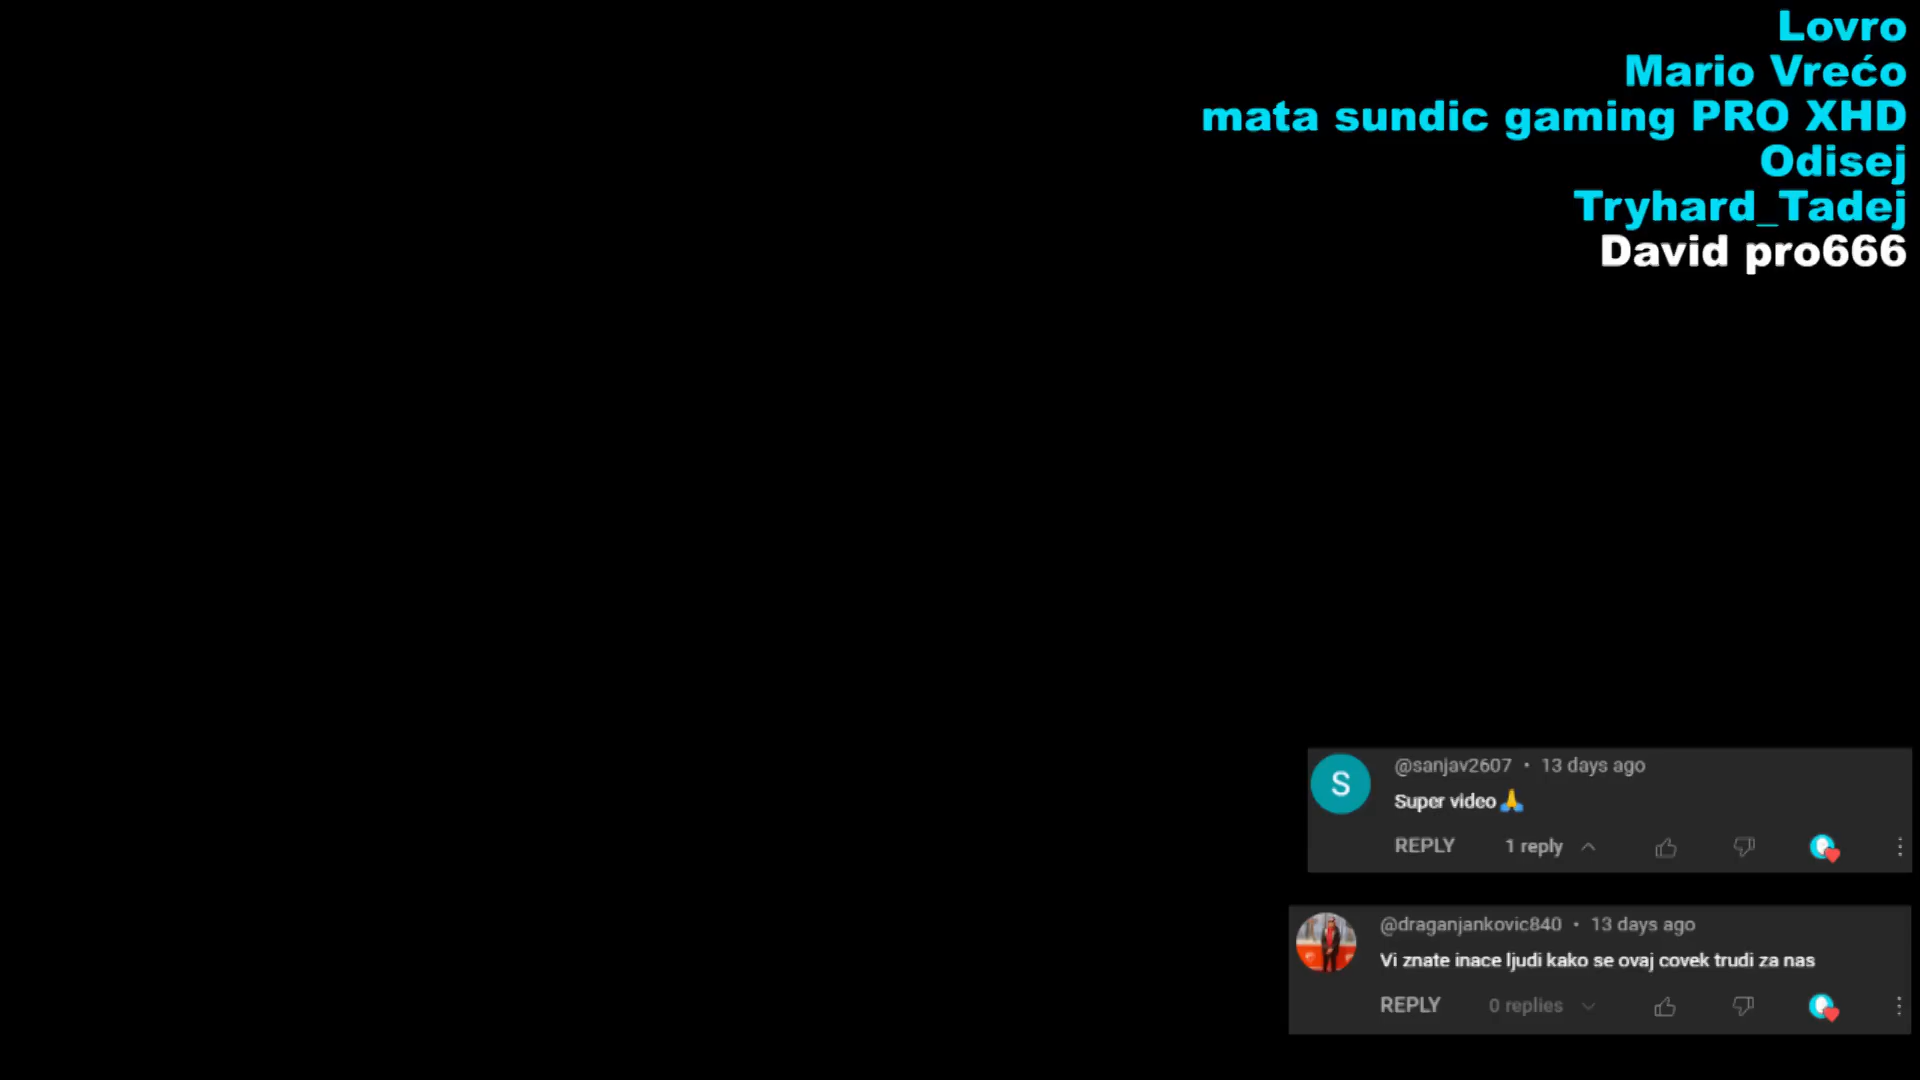 Lovro
Mario Vrećo
mata sundic gaming PRO XHD
Odisej
Tryhard_Tadej
David pro666
S
@sanjav2607 • 13 days ago
Super video🙏
REPLY 1 reply
@draganjankovic840 • 13 days ago
Vi znate inace ljudi kako se ovaj covek trudi za nas
REPLY 0 replies